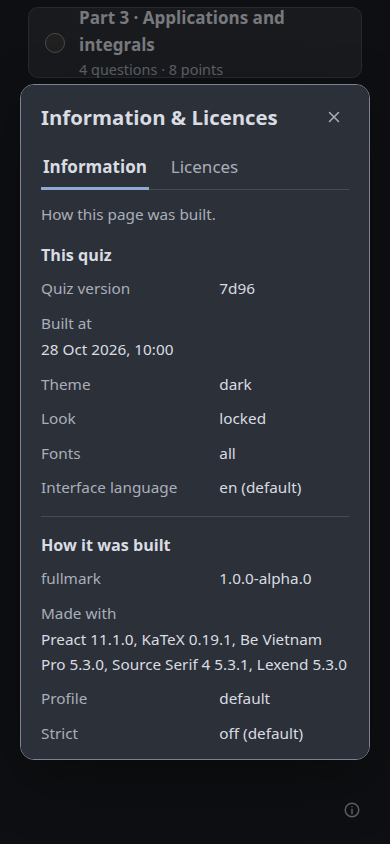 Part 3 · Applications and
integrals
4 questions · 8 points
Information & Licences
Information
Licences
How this page was built.
This quiz
Quiz version 7d96
Built at
28 Oct 2026, 10:00
Theme dark
Look locked
Fonts all
Interface language en (default)
How it was built
fullmark 1.0.0-alpha.0
Made with
Preact 11.1.0, KaTeX 0.19.1, Be Vietnam
Pro 5.3.0, Source Serif 4 5.3.1, Lexend 5.3.0
Profile default
Strict off (default)